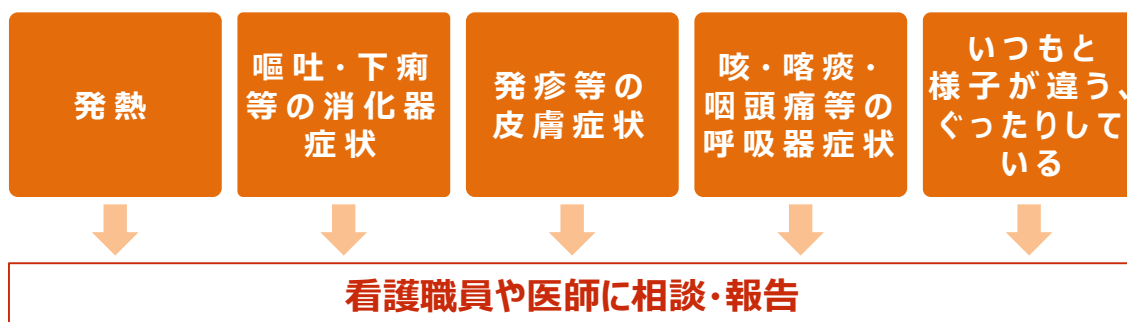 発熱
嘔吐・下痢
等の消化器
症状
発疹等の
皮膚症状
咳・喀痰・
咽頭痛等の
呼吸器症状
いつもと
様子が違う、
ぐったりして
いる
看護職員や医師に相談・報告